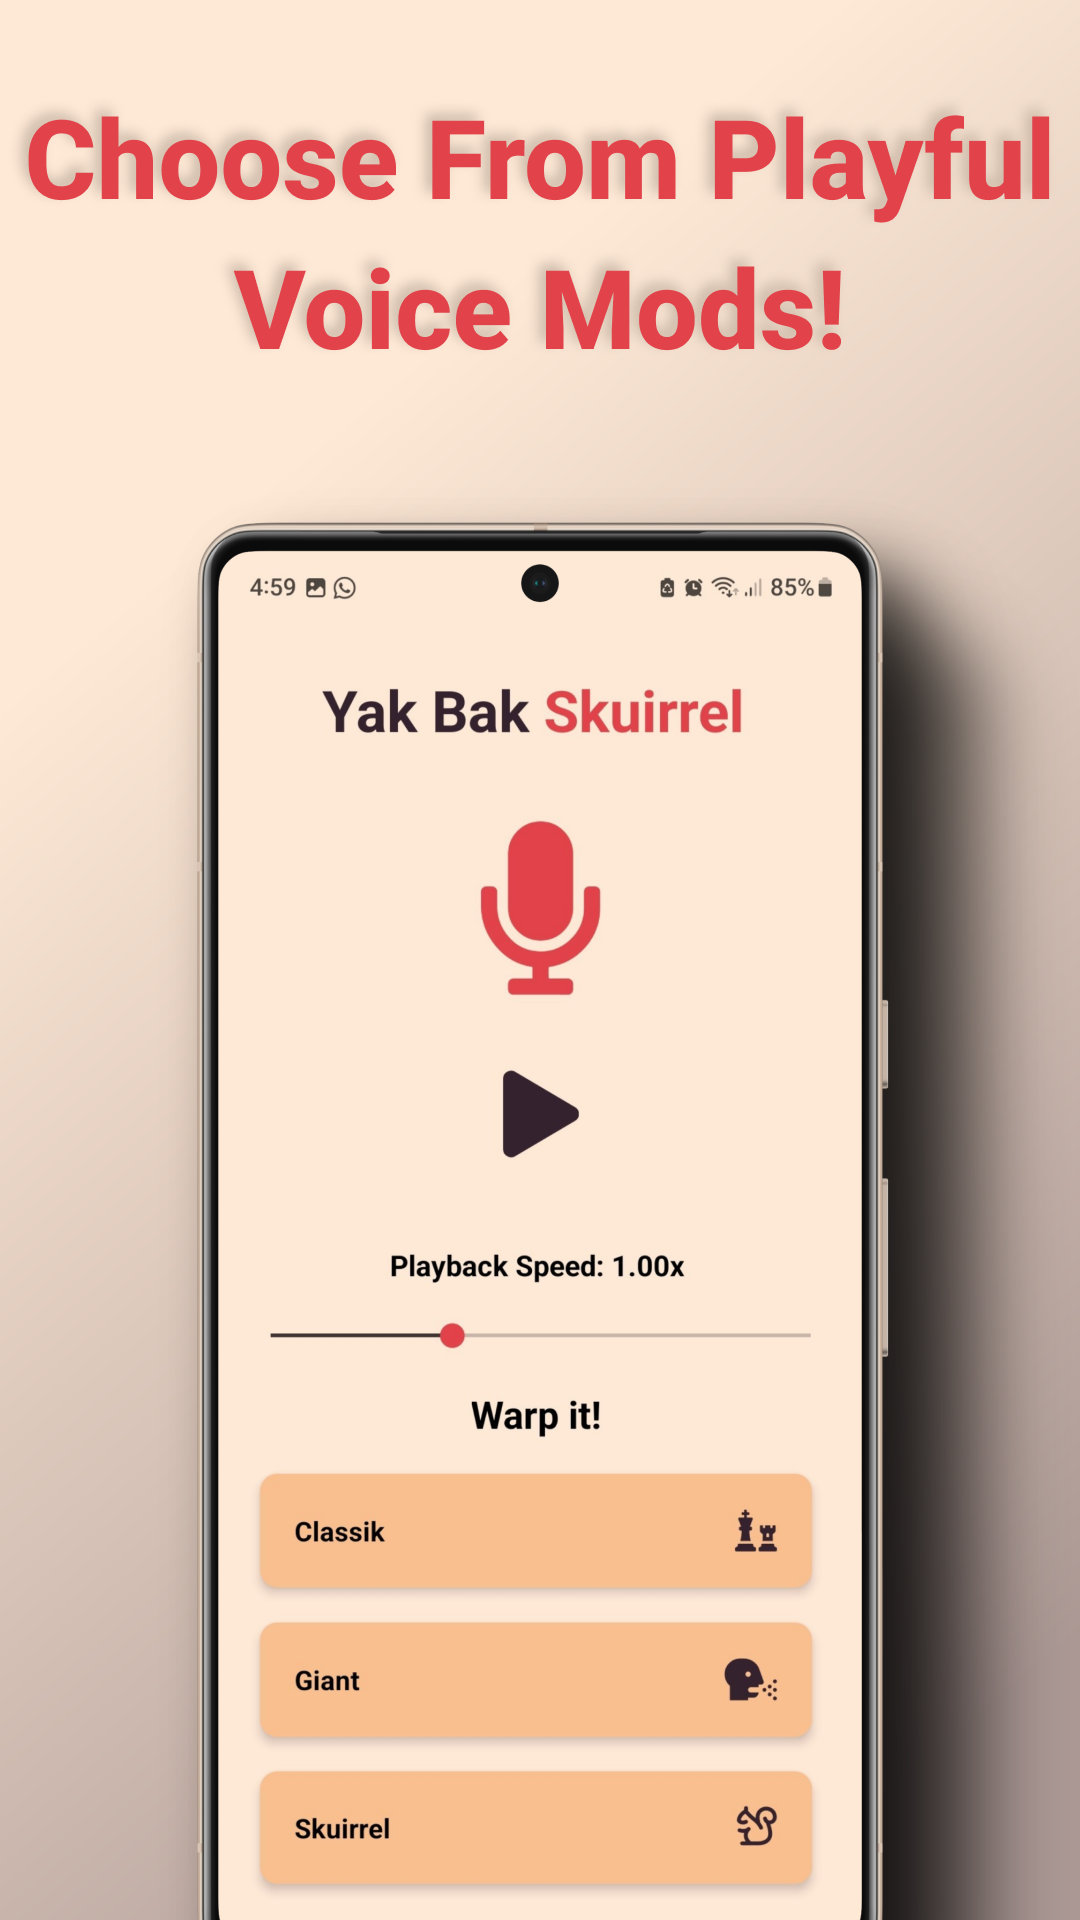 Choose From Playful
Voice Mods!
4:59 85%
Yak Bak Skuirrel
Playback Speed: 1.00x
Warp it!
Classik
Giant
Skuirrel